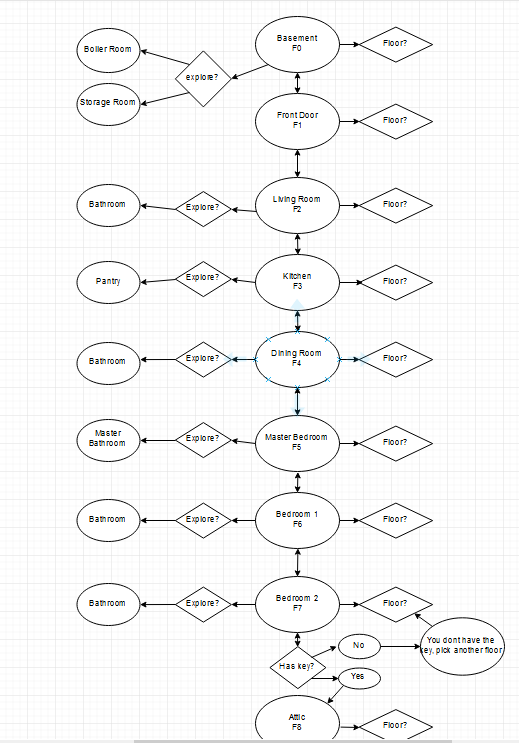 Basement
F0
Floor?
Boiler Room
explore?
Storage Room
Front Door
F1
Floor?
Bathroom
Explore?
Living Room
F2
Floor?
Pantry
Explore?
Kitchen
F3
Floor?
Bathroom
Explore?
Dining Room
F4
Floor?
Master
Bathroom
Explore?
Master Bedroom
F5
Floor?
Bathroom
Explore?
Bedroom 1
F6
Floor?
Bathroom
Explore?
Bedroom 2
F7
Floor?
Has key?
No
You dont have the
key, pick another floor
Yes
Attic
F8
Floor?